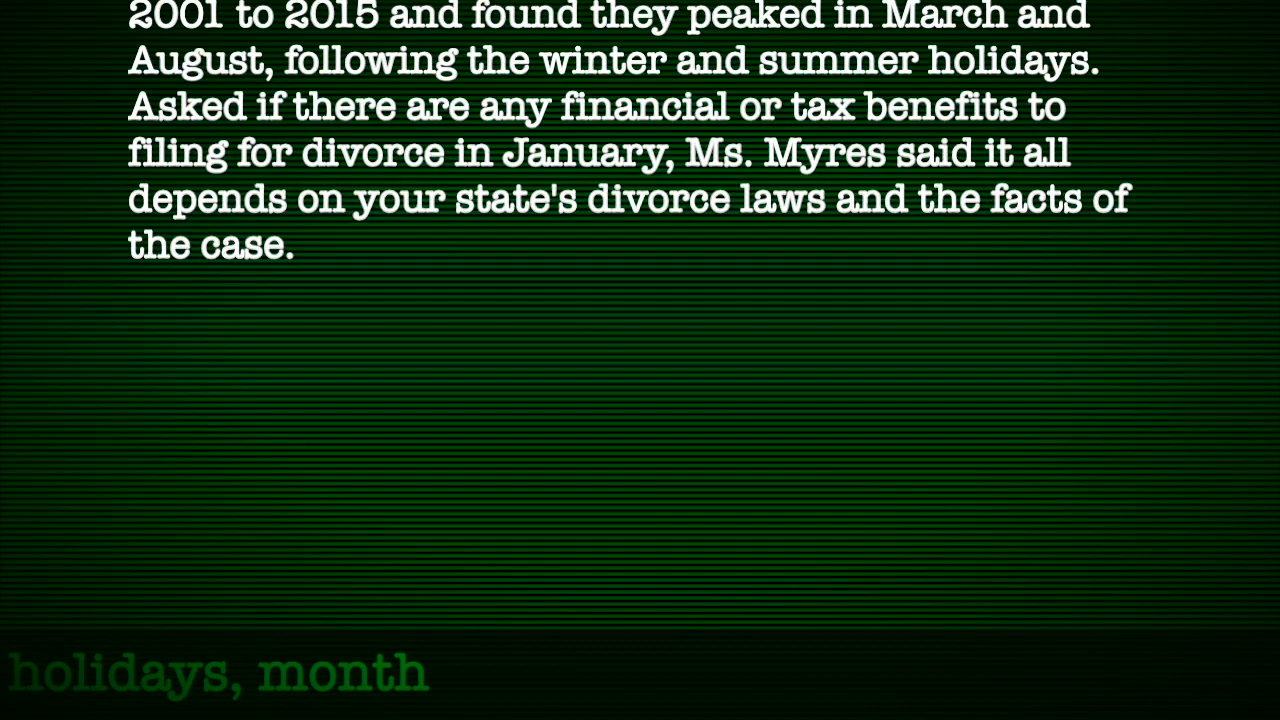 2001 to 2015 and found they peaked in March and
August, following the winter and summer holidays.
Asked if there are any financial or tax benefits to
filing for divorce in January, Ms. Myres said it all
depends on your state's divorce laws and the facts of
the case.
holidays, month